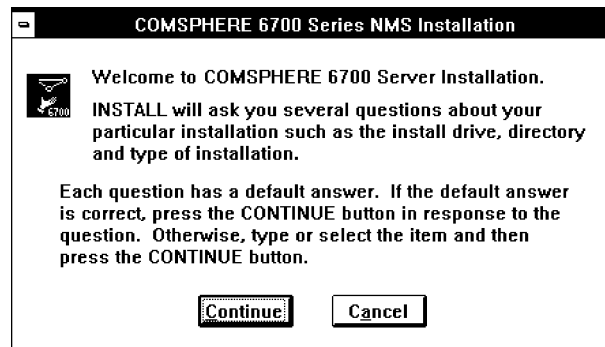 COMSPHERE 6700 Series NMS Installation
Welcome to COMSPHERE 6700 Server Installation.
6700
INSTALL will ask you several questions about your
particular installation such as the install drive, directory
and type of installation.
Each question has a default answer.  If the default answer
is correct, press the CONTINUE button in response to the
question.  Otherwise, type or select the item and then
press the CONTINUE button.
Continue
Cancel